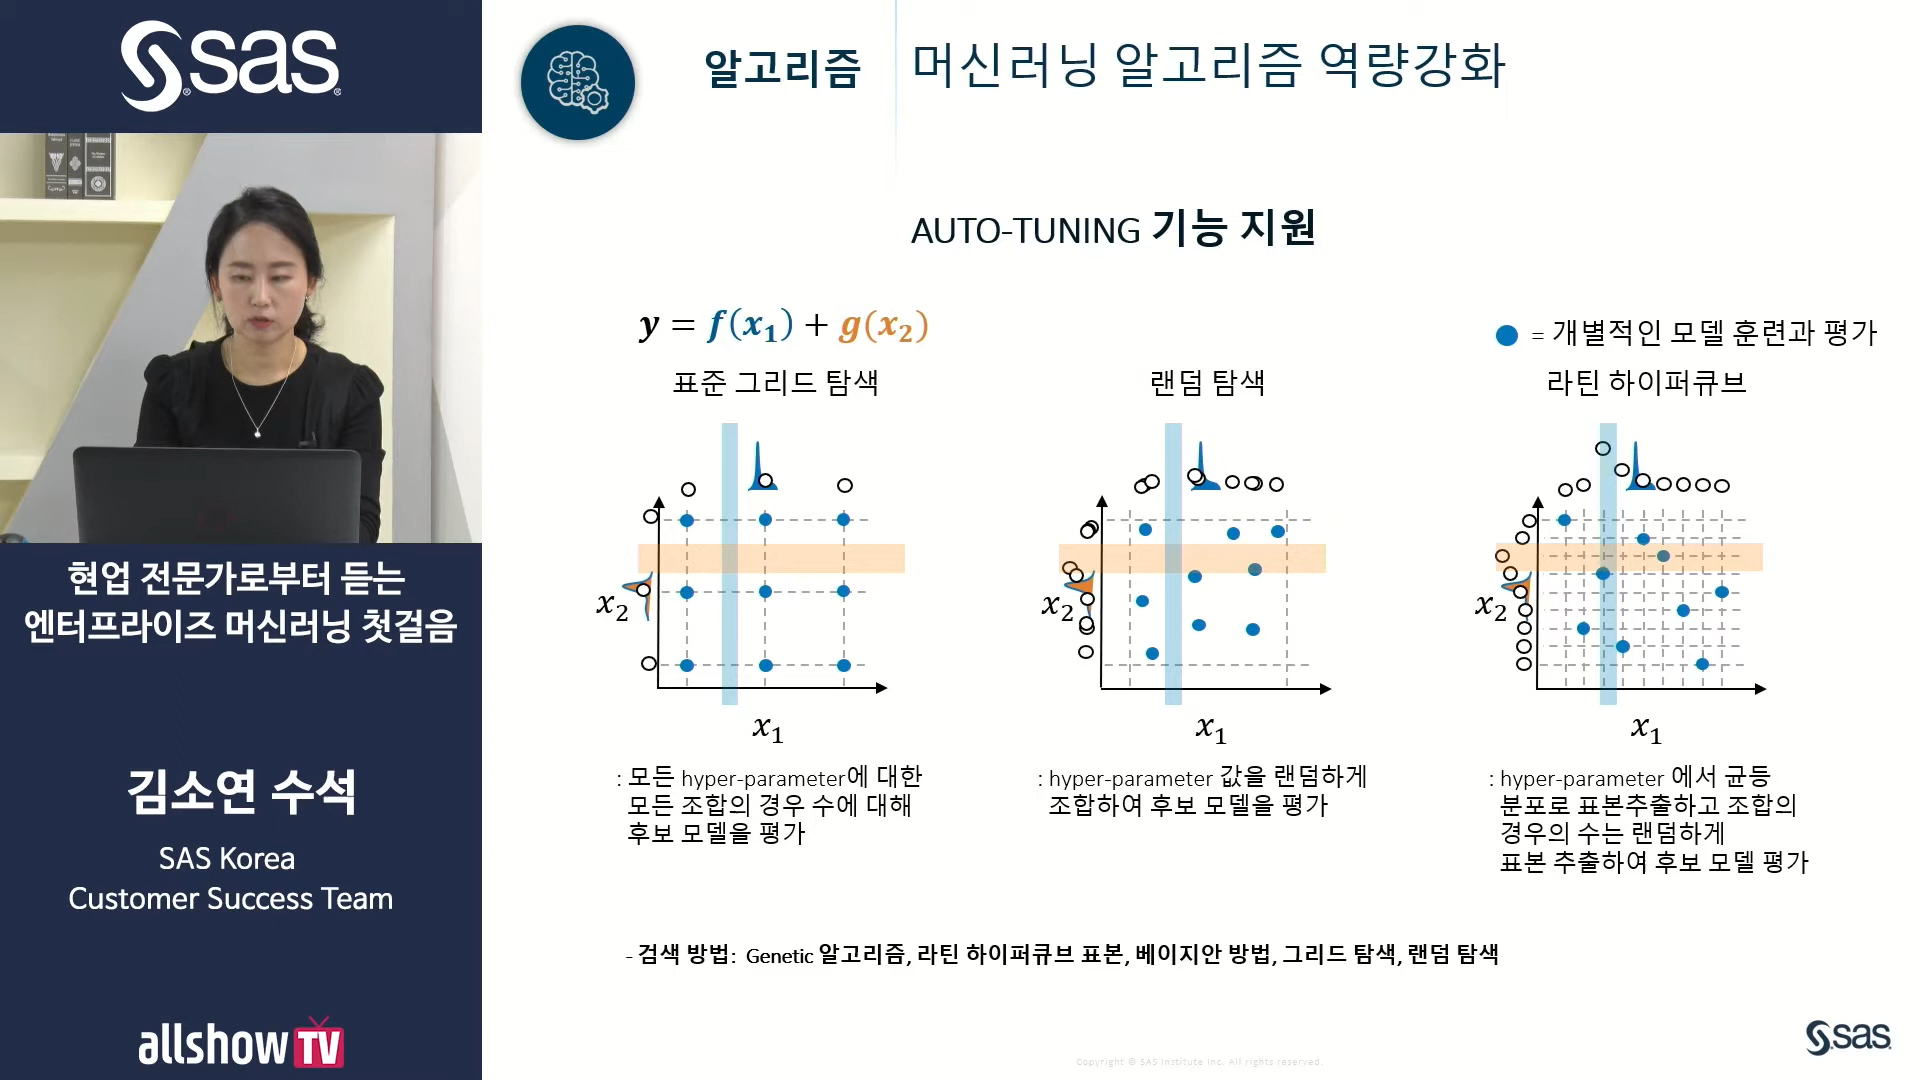 sas
알고리즘
머신러닝 알고리즘 역량강화
AUTO-TUNING 기능 지원
y = f(x₁) + g(x₂)
= 개별적인 모델 훈련과 평가
표준 그리드 탐색
랜덤 탐색
라틴 하이퍼큐브
x₂
x₁
x₂
x₁
x₂
x₁
: 모든 hyper-parameter에 대한
모든 조합의 경우 수에 대해
후보 모델을 평가
: hyper-parameter 값을 랜덤하게
조합하여 후보 모델을 평가
: hyper-parameter 에서 균등
분포로 표본추출하고 조합의
경우의 수는 랜덤하게
표본 추출하여 후보 모델 평가
- 검색 방법: Genetic 알고리즘, 라틴 하이퍼큐브 표본, 베이지안 방법, 그리드 탐색, 랜덤 탐색
현업 전문가로부터 듣는
엔터프라이즈 머신러닝 첫걸음
김소연 수석
SAS Korea
Customer Success Team
allshow TV
Copyright © SAS Institute Inc. All rights reserved.
sas